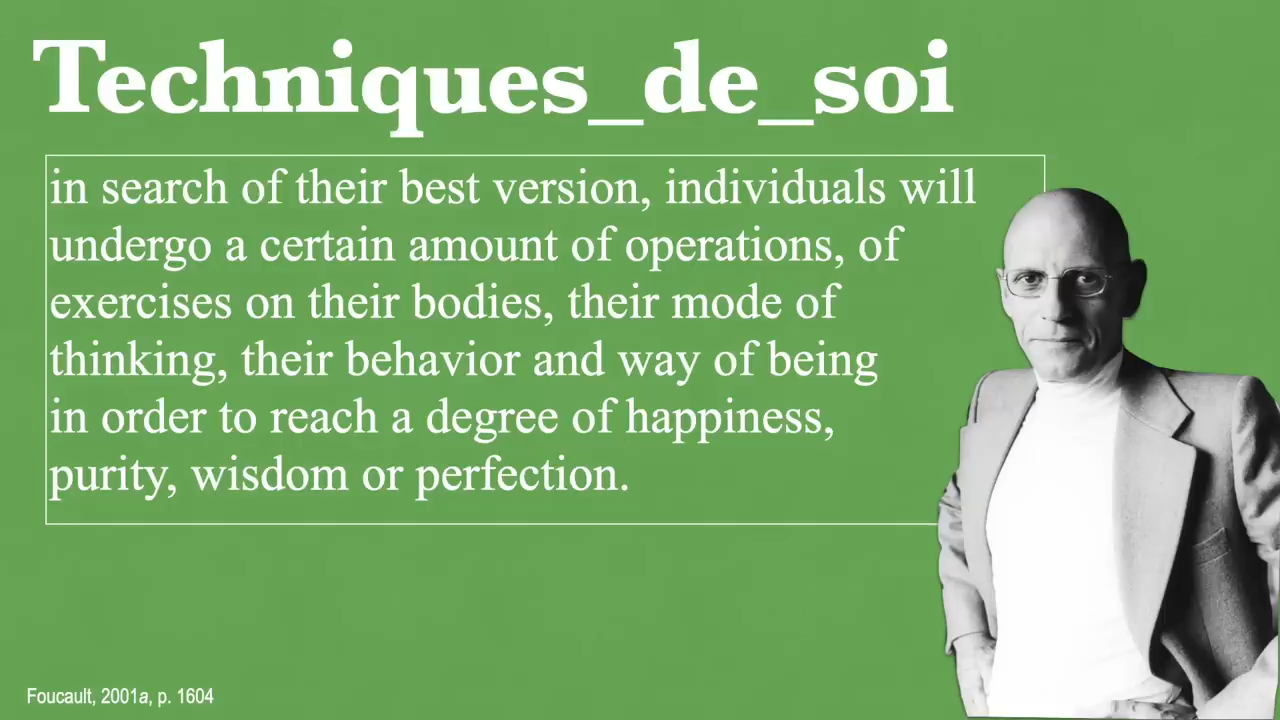 Techniques_de_soi
in search of their best version, individuals will
undergo a certain amount of operations, of
exercises on their bodies, their mode of
thinking, their behavior and way of being
in order to reach a degree of happiness,
purity, wisdom or perfection.
Foucault, 2001a, p. 1604